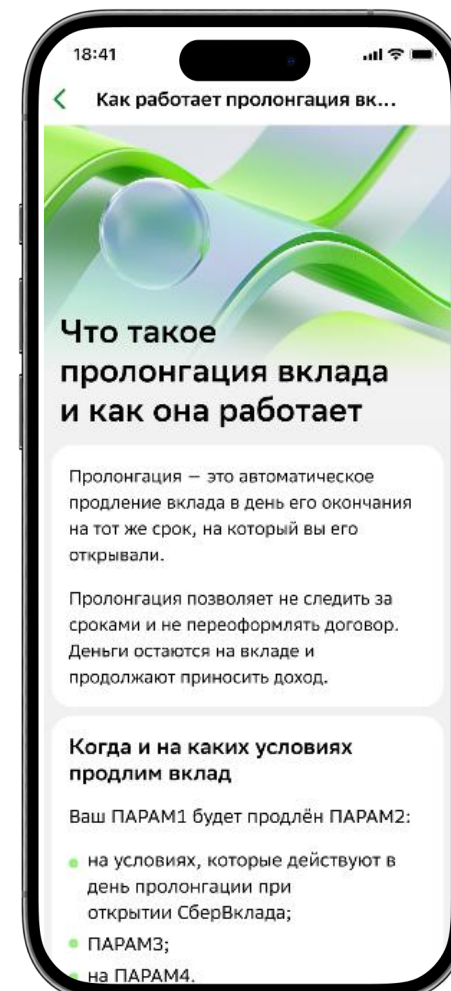 18:41
Как работает пролонгация вк...
Что такое
пролонгация вклада
и как она работает
Пролонгация — это автоматическое
продление вклада в день его окончания
на тот же срок, на который вы его
открывали.
Пролонгация позволяет не следить за
сроками и не переоформлять договор.
Деньги остаются на вкладе и
продолжают приносить доход.
Когда и на каких условиях
продлим вклад
Ваш ПАРАМ1 будет продлён ПАРАМ2:
на условиях, которые действуют в
день пролонгации при
открытии СберВклада;
ПАРАМ3;
на ПАРАМ4.